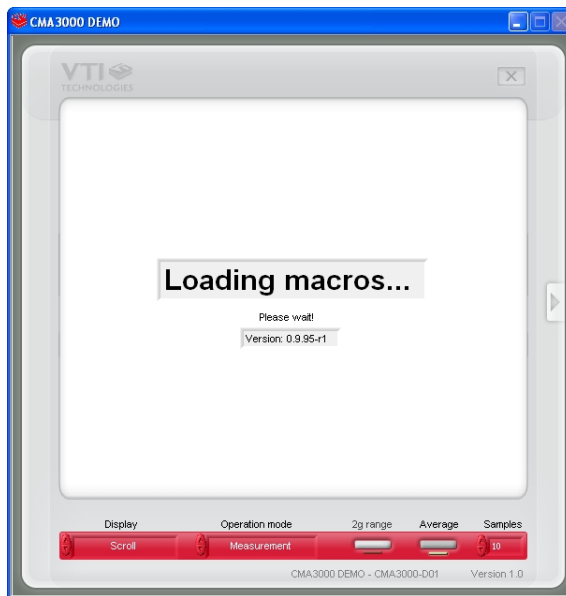 CMA3000 DEMO
VTI
TECHNOLOGIES
Loading macros...
Please wait!
Version: 0.9.95-r1
Display Operation mode 2g range Average Samples
Scroll Measurement 10
CMA3000 DEMO - CMA3000-D01 Version 1.0